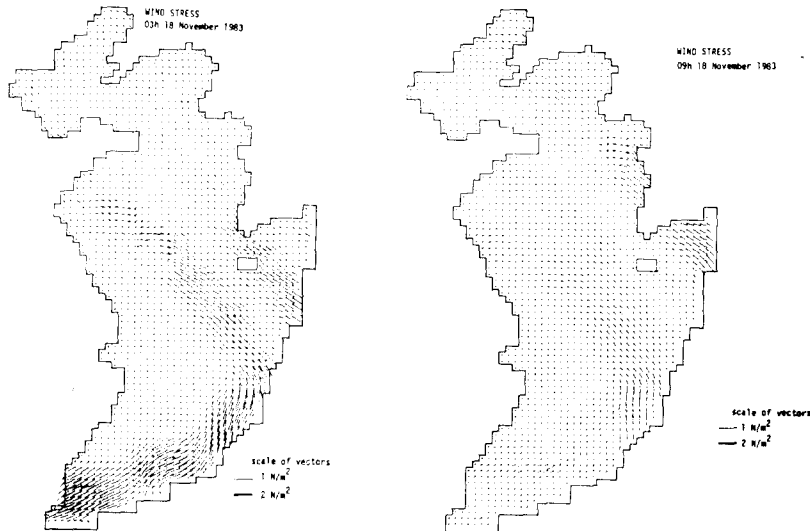 WIND STRESS
03h 18 November 1983
scale of vectors
1 N/m²
2 N/m²
WIND STRESS
09h 18 November 1983
scale of vectors
1 N/m²
2 N/m²